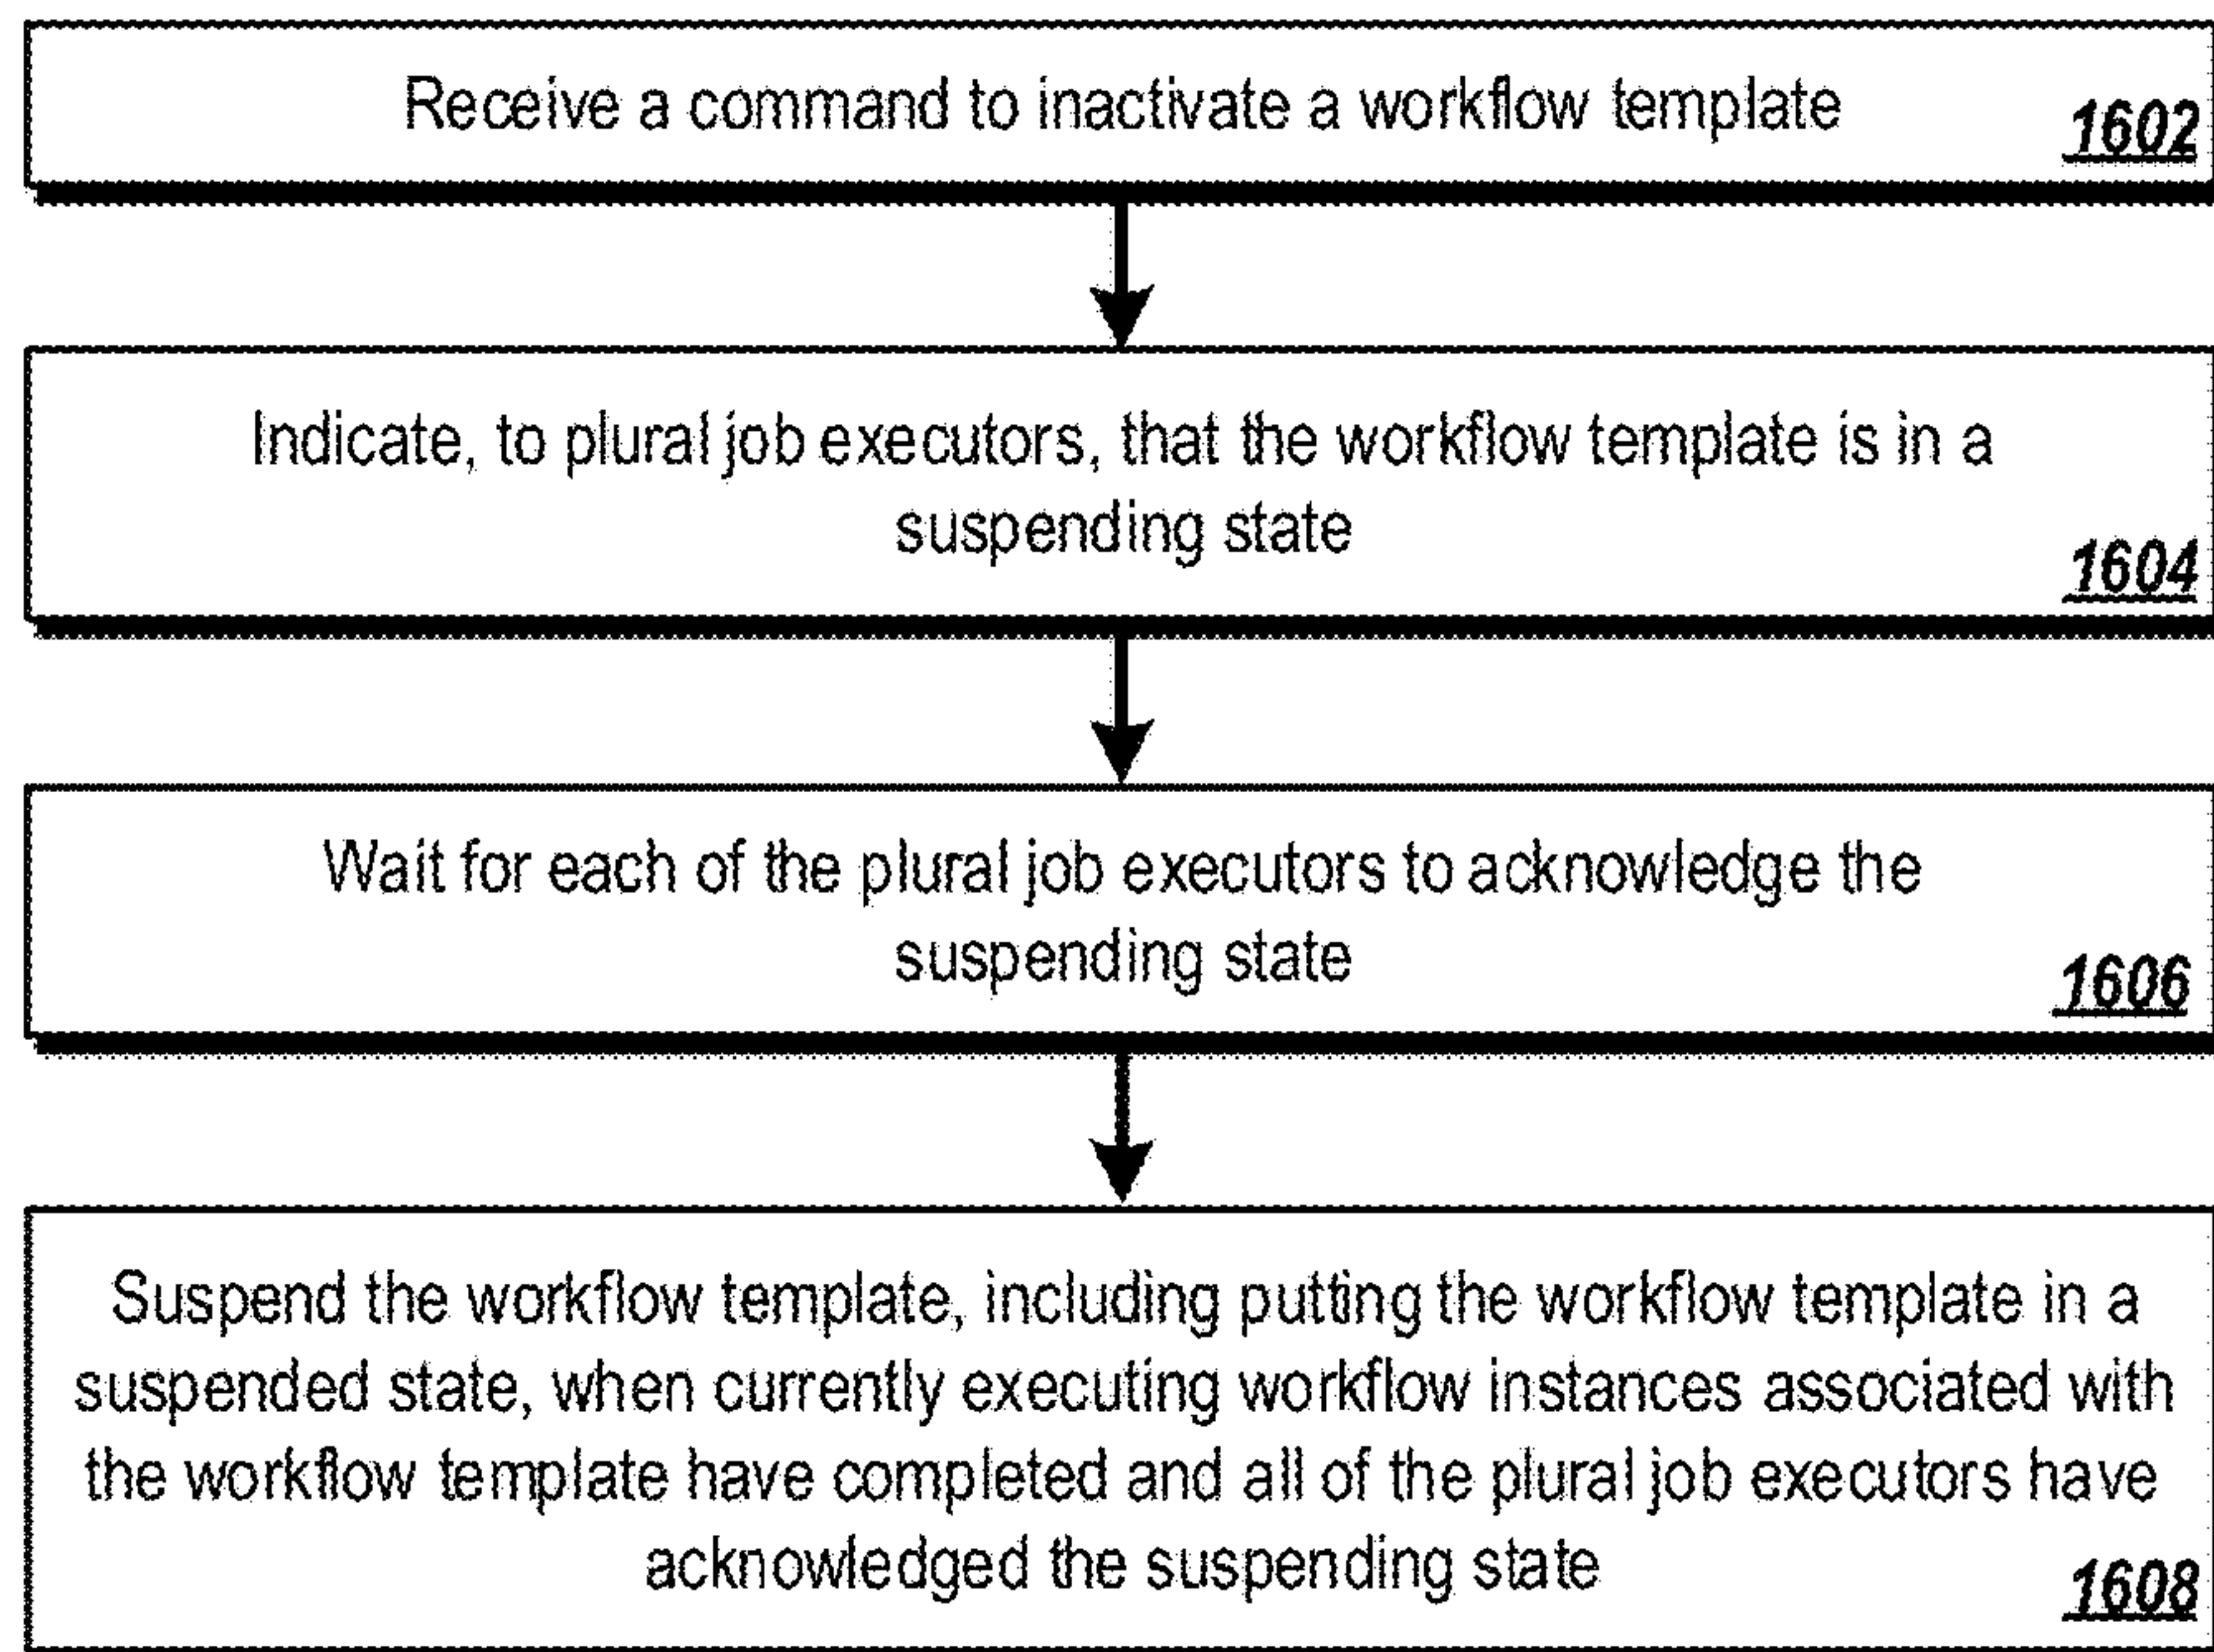 Receive a command to inactivate a workflow template
1602
Indicate, to plural job executors, that the workflow template is in a
suspending state
1604
Wait for each of the plural job executors to acknowledge the
suspending state
1606
Suspend the workflow template, including putting the workflow template in a
suspended state, when currently executing workflow instances associated with
the workflow template have completed and all of the plural job executors have
acknowledged the suspending state
1608